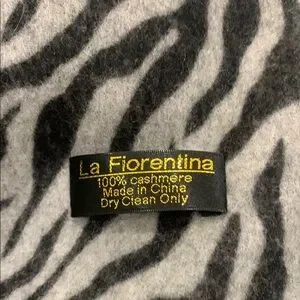 La Fiorentina
100% cashmere
Made in China
Dry Clean Only